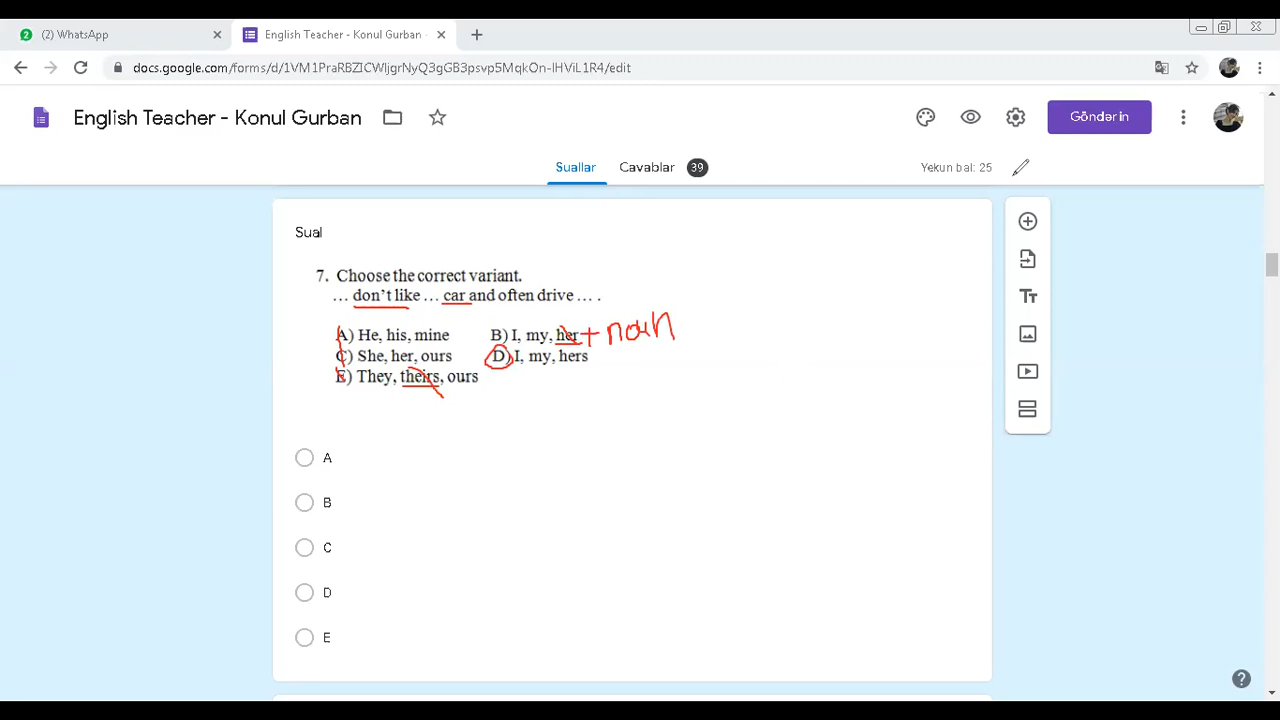 2 (2) WhatsApp
English Teacher - Konul Gurban -
docs.google.com/forms/d/1VM1PraRBZICWljgrNyQ3gGB3psvp5MqkOn-lHViL1R4/edit
English Teacher - Konul Gurban
Göndərin
Suallar Cavablar 39 Yekun bal: 25
Sual
7. Choose the correct variant.
... don't like ... car and often drive ... .
A) He, his, mine B) I, my, her + noun
C) She, her, ours D) I, my, hers
E) They, theirs, ours
Tт
A
B
C
D
E